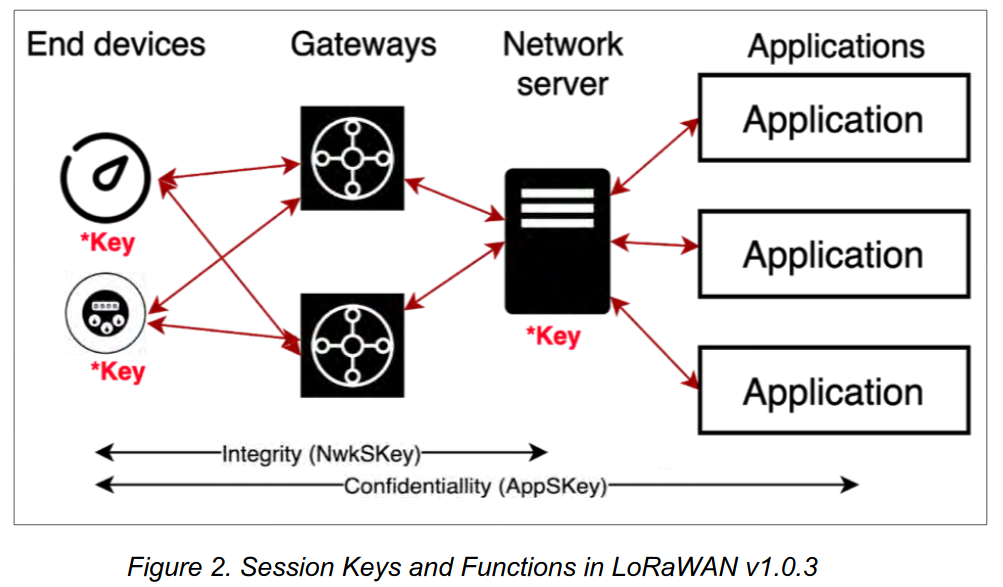 End devices
Gateways
Network
server
Applications
Application
*Key
Application
*Key
*Key
Application
Integrity (NwkSKey)
Confidentiallity (AppSKey)
Figure 2. Session Keys and Functions in LoRaWAN v1.0.3